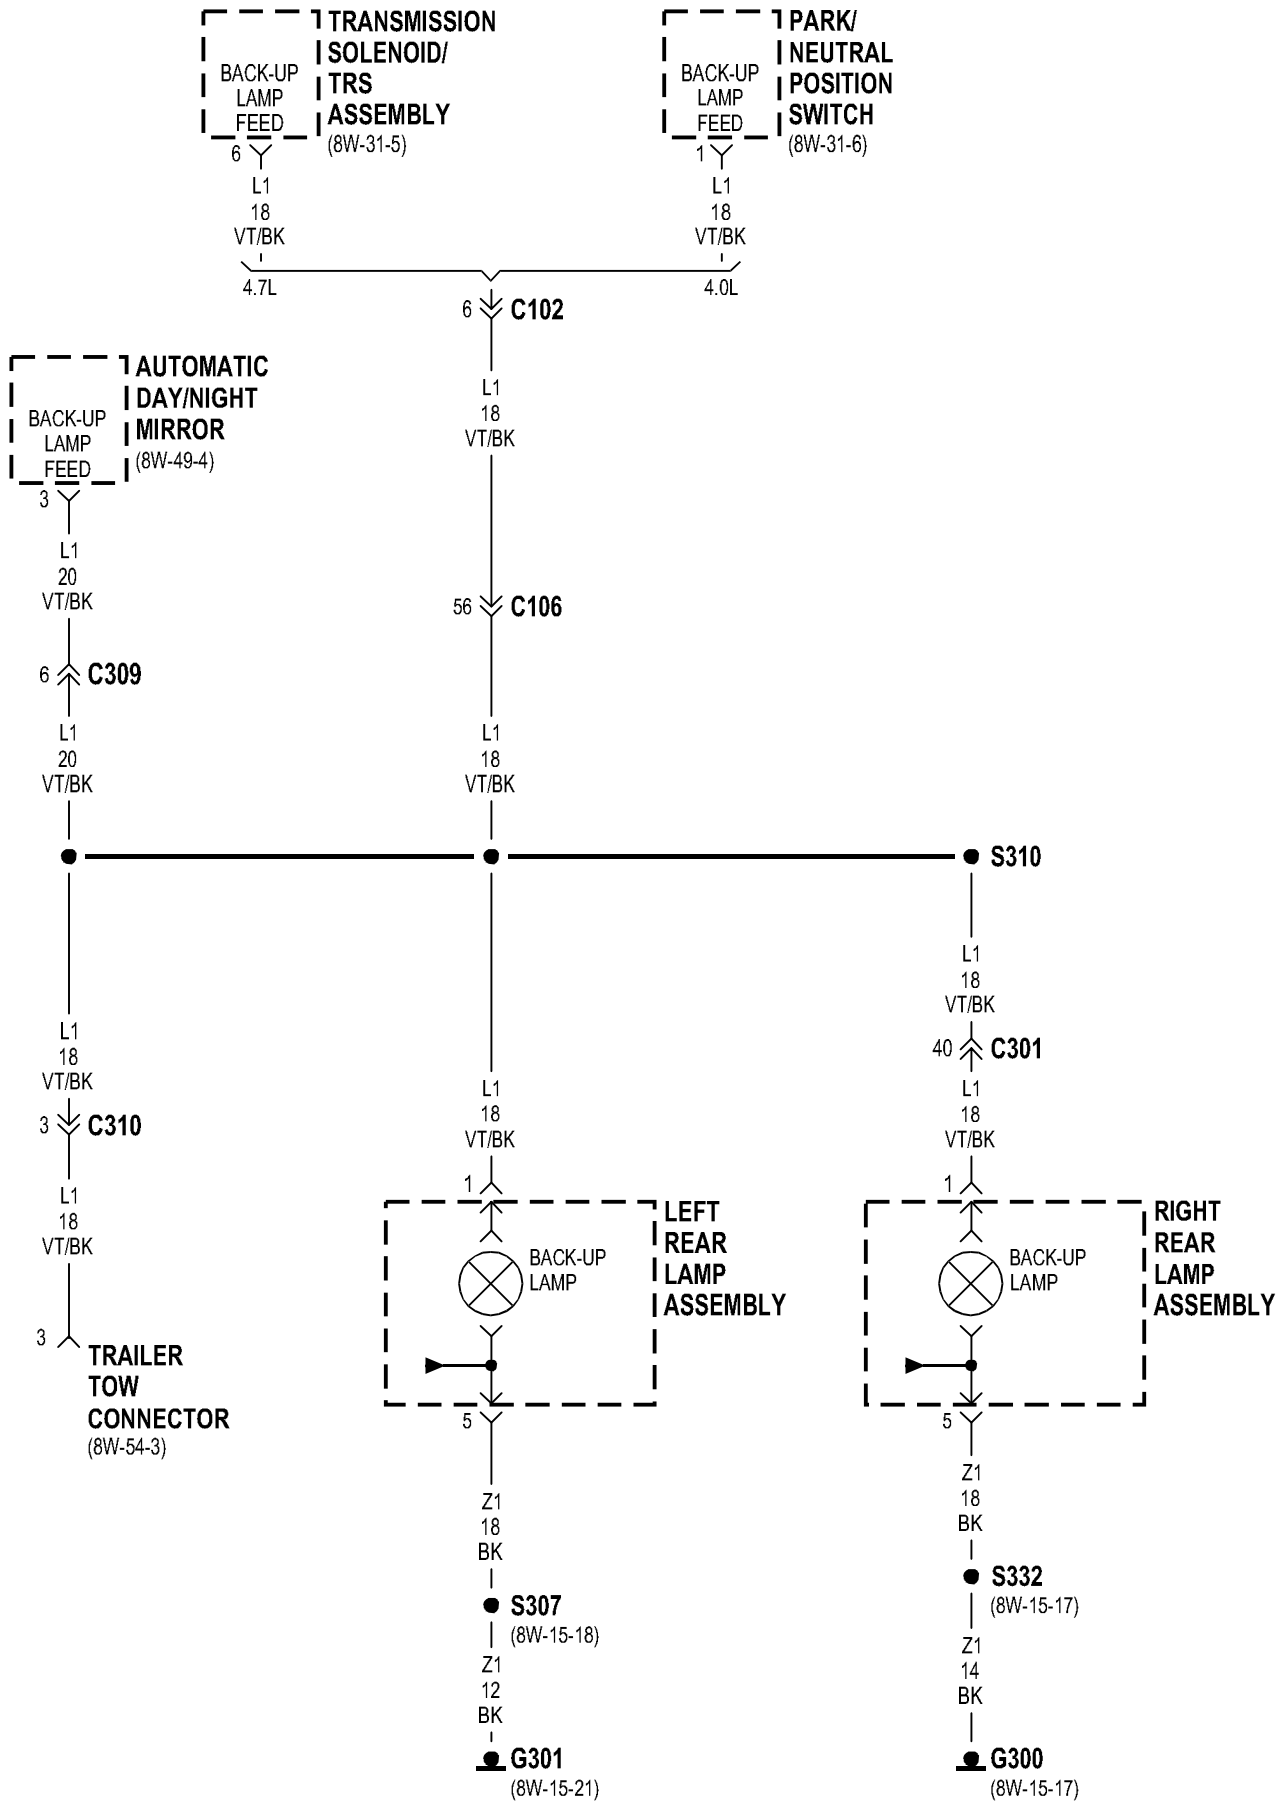 BACK-UP
LAMP
FEED
TRANSMISSION
SOLENOID/
TRS
ASSEMBLY
(8W-31-5)
BACK-UP
LAMP
FEED
PARK/
NEUTRAL
POSITION
SWITCH
(8W-31-6)
6
1
L1
18
VT/BK
L1
18
VT/BK
4.7L
4.0L
6
C102
BACK-UP
LAMP
FEED
AUTOMATIC
DAY/NIGHT
MIRROR
(8W-49-4)
L1
18
VT/BK
3
L1
20
VT/BK
56
C106
6
C309
L1
20
VT/BK
L1
18
VT/BK
S310
L1
18
VT/BK
40
C301
L1
18
VT/BK
3
C310
L1
18
VT/BK
L1
18
VT/BK
L1
18
VT/BK
1
1
BACK-UP
LAMP
LEFT
REAR
LAMP
ASSEMBLY
BACK-UP
LAMP
RIGHT
REAR
LAMP
ASSEMBLY
3
TRAILER
TOW
CONNECTOR
(8W-54-3)
5
5
Z1
18
BK
Z1
18
BK
S307
(8W-15-18)
S332
(8W-15-17)
Z1
12
BK
Z1
14
BK
G301
(8W-15-21)
G300
(8W-15-17)